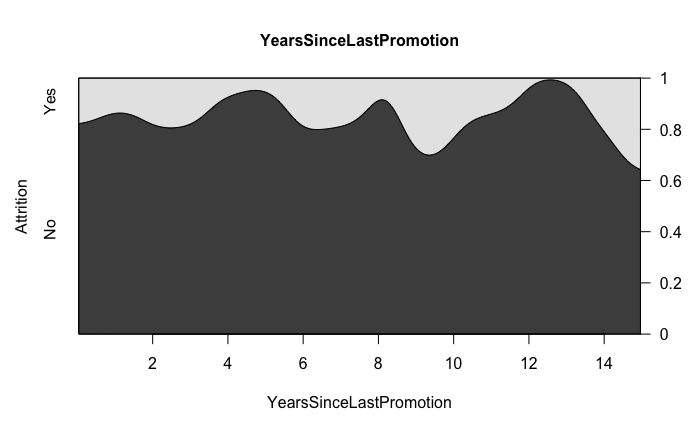 YearsSinceLastPromotion
Yes
No
Attrition
1
0.8
0.6
0.4
0.2
0
2 4 6 8 10 12 14
YearsSinceLastPromotion